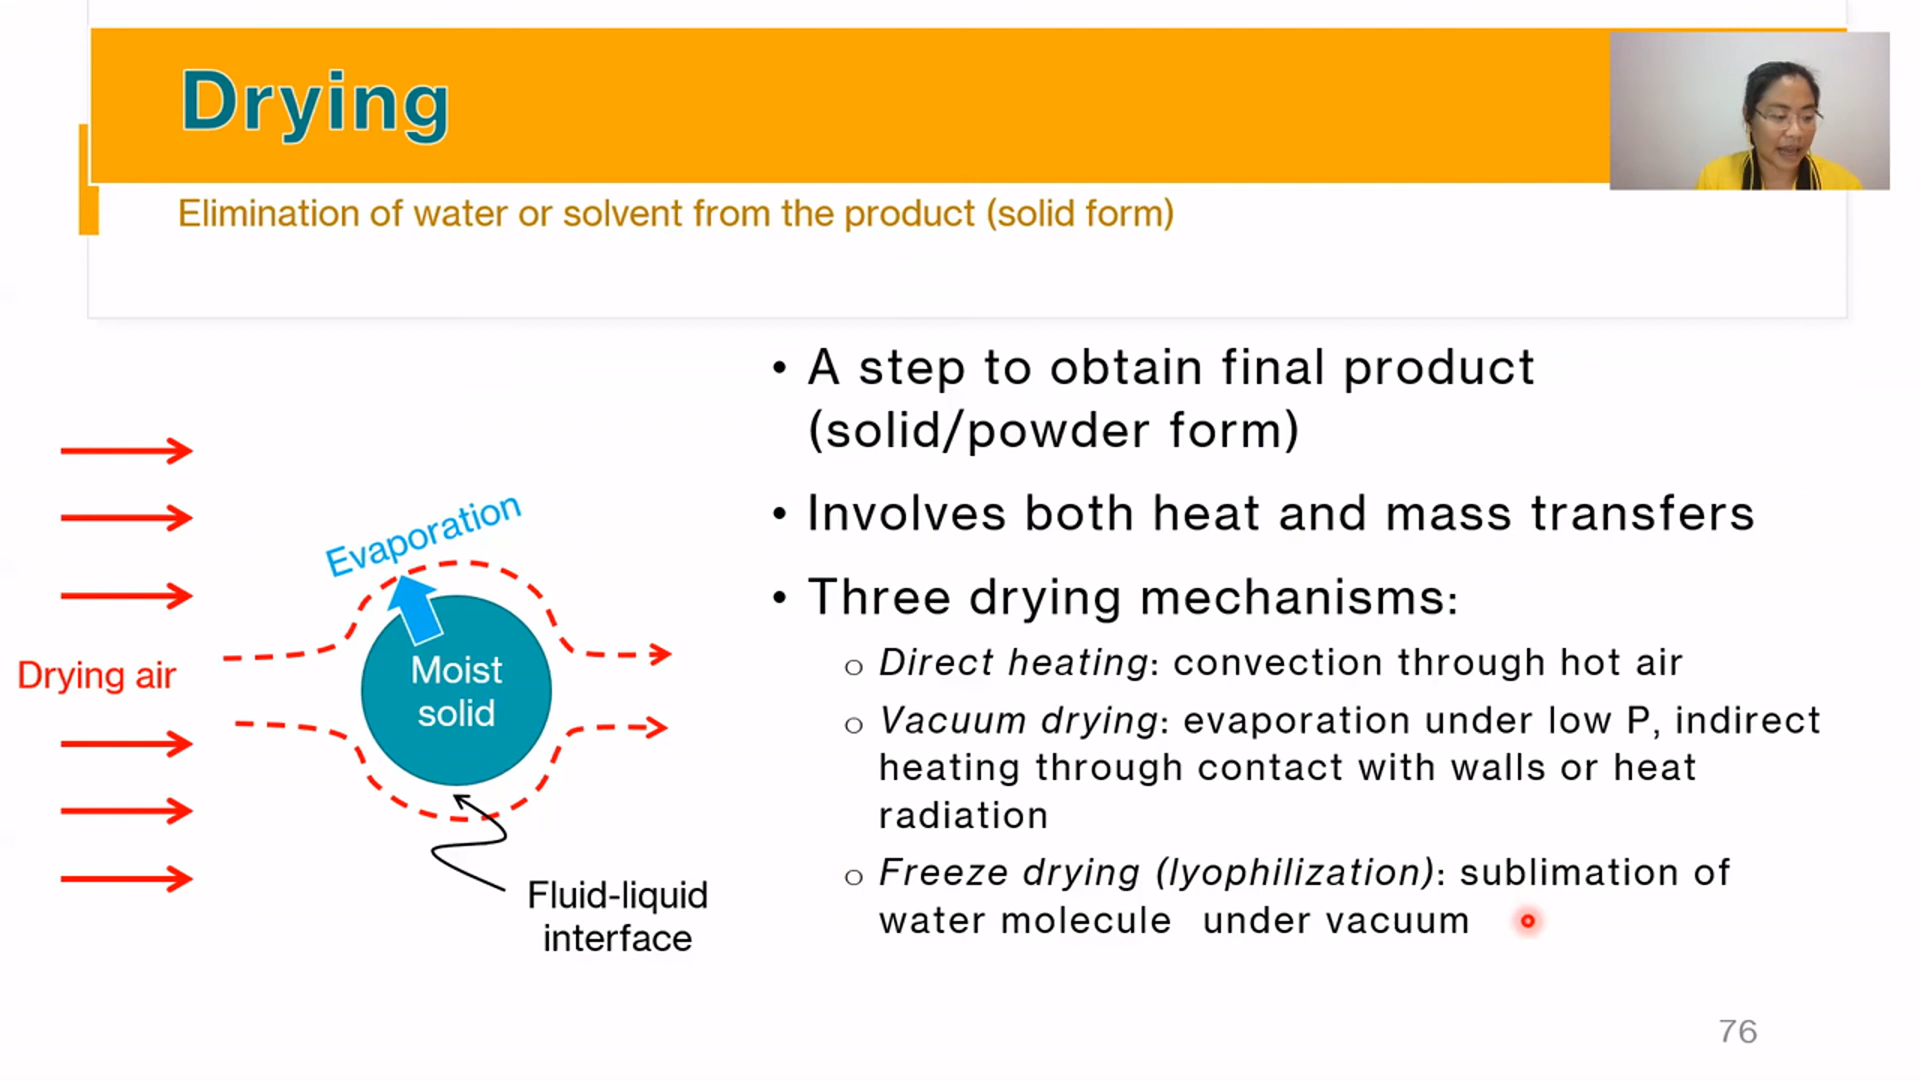 Drying
Elimination of water or solvent from the product (solid form)
• A step to obtain final product
(solid/powder form)
• Involves both heat and mass transfers
• Three drying mechanisms:
o Direct heating: convection through hot air
o Vacuum drying: evaporation under low P, indirect
heating through contact with walls or heat
radiation
o Freeze drying (lyophilization): sublimation of
water molecule under vacuum
Evaporation
Moist
solid
Drying air
Fluid-liquid
interface
76